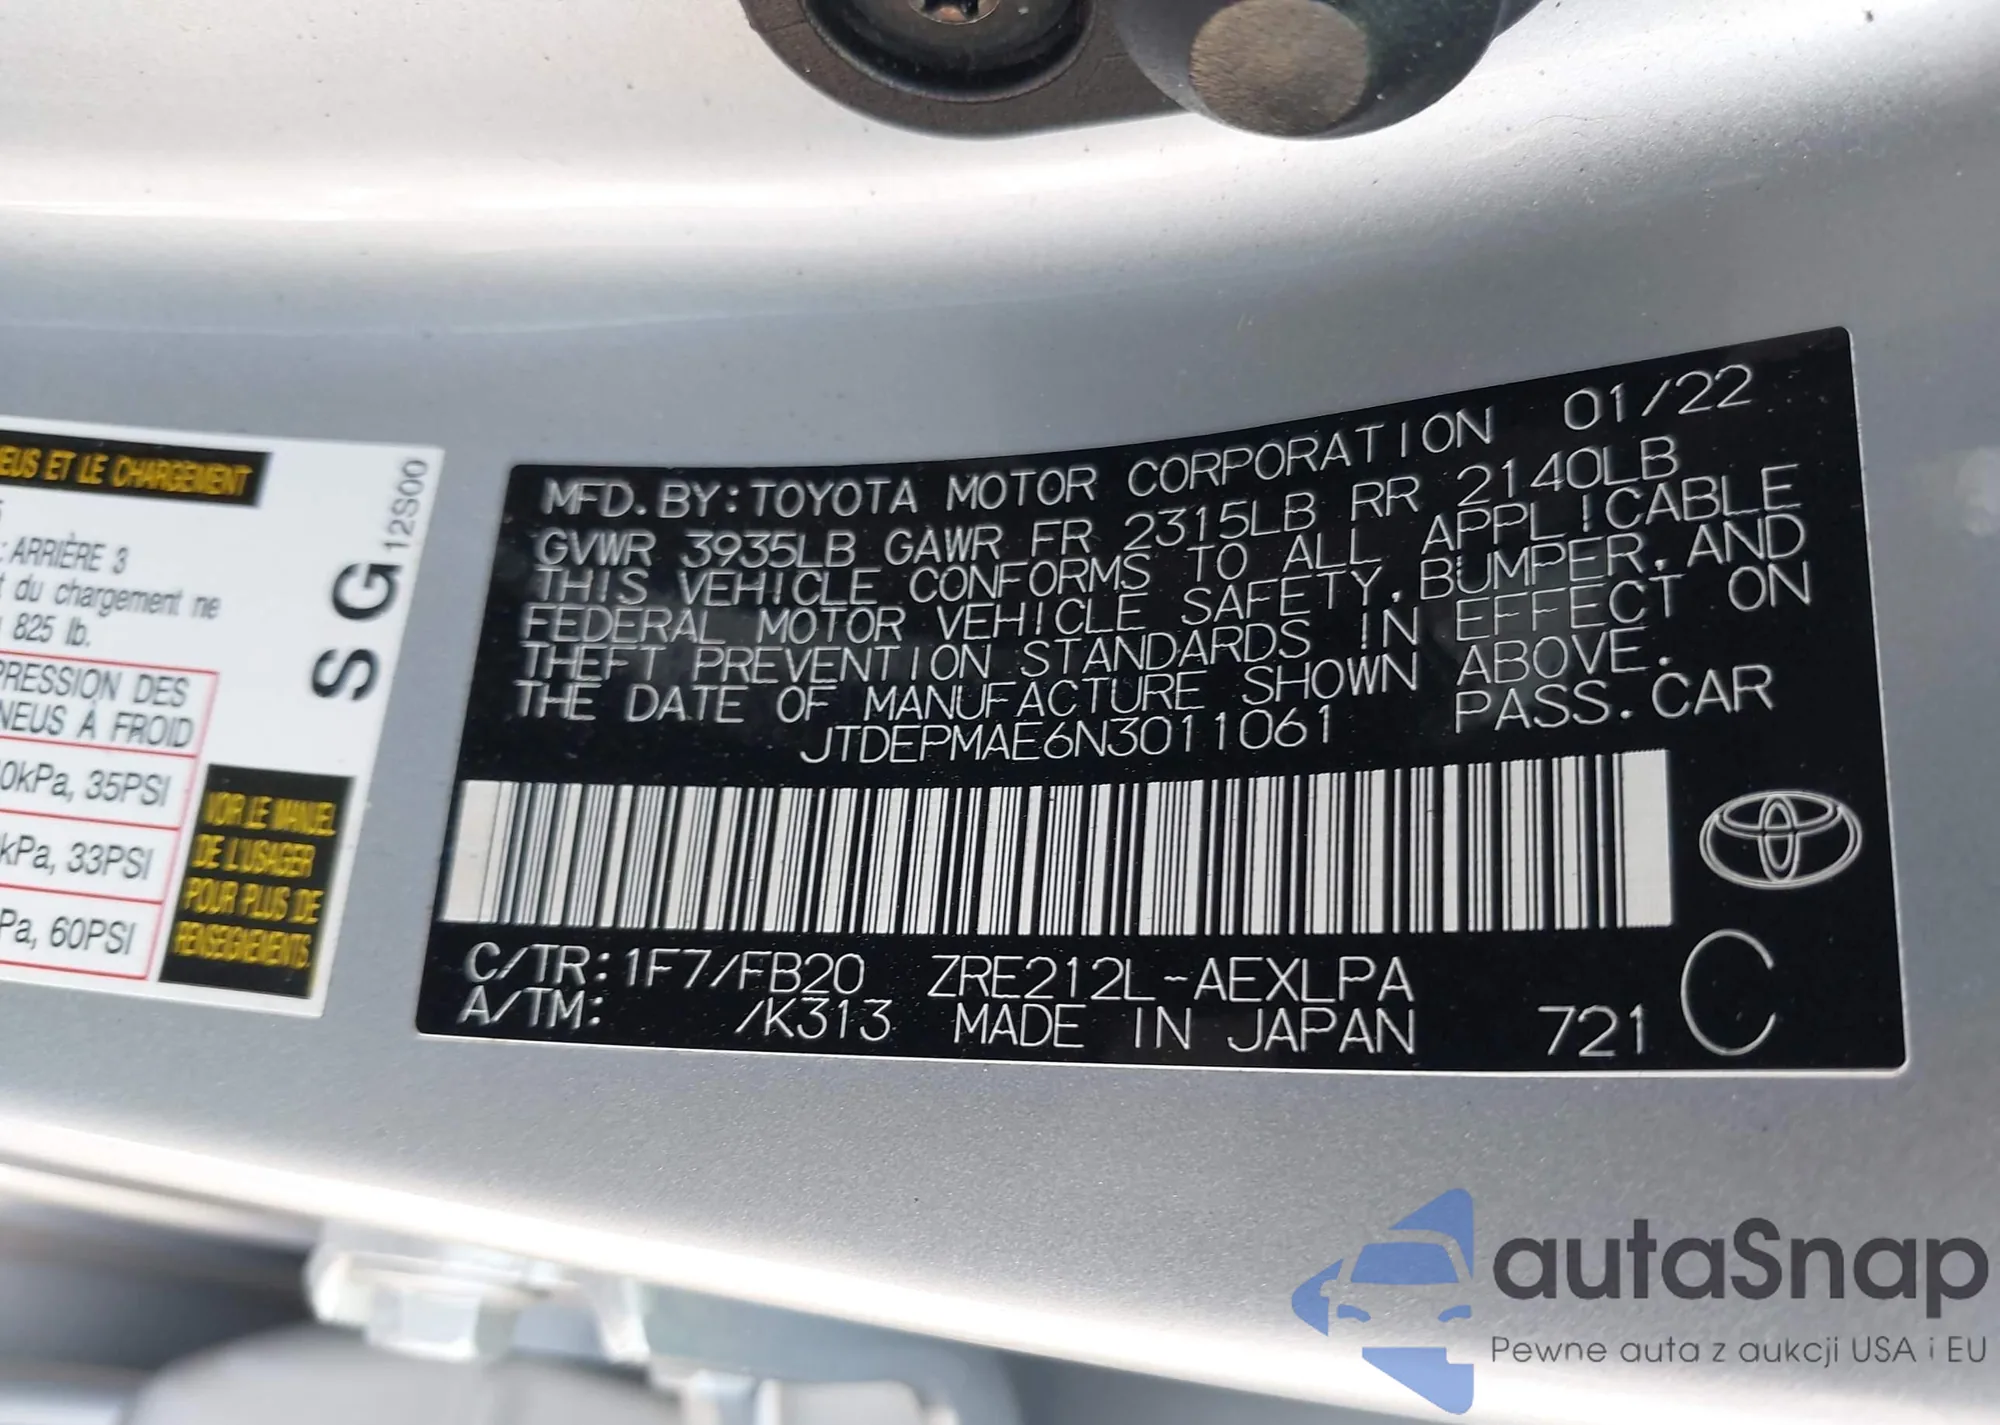 EUS ET LE CHARGEMENT
: ARRIÈRE 3
t du chargement ne
825 lb.
PRESSION DES
NEUS À FROID
0kPa, 35PSI
kPa, 33PSI
Pa, 60PSI
VOIR LE MANUEL
DE L'USAGER
POUR PLUS DE
RENSEIGNEMENTS.
S G 12S00
MFD. BY: TOYOTA MOTOR CORPORATION 01/22
GVWR 3935LB GAWR FR 2315LB RR 2140LB
THIS VEHICLE CONFORMS TO ALL APPLICABLE
FEDERAL MOTOR VEHICLE SAFETY, BUMPER, AND
THEFT PREVENTION STANDARDS IN EFFECT ON
THE DATE OF MANUFACTURE SHOWN ABOVE.
JTDEPMAE6N3011061 PASS. CAR
C/TR: 1F7/FB20 ZRE212L-AEXLPA
A/TM: /K313 MADE IN JAPAN 721 C
autaSnap
Pewne auta z aukcji USA i EU